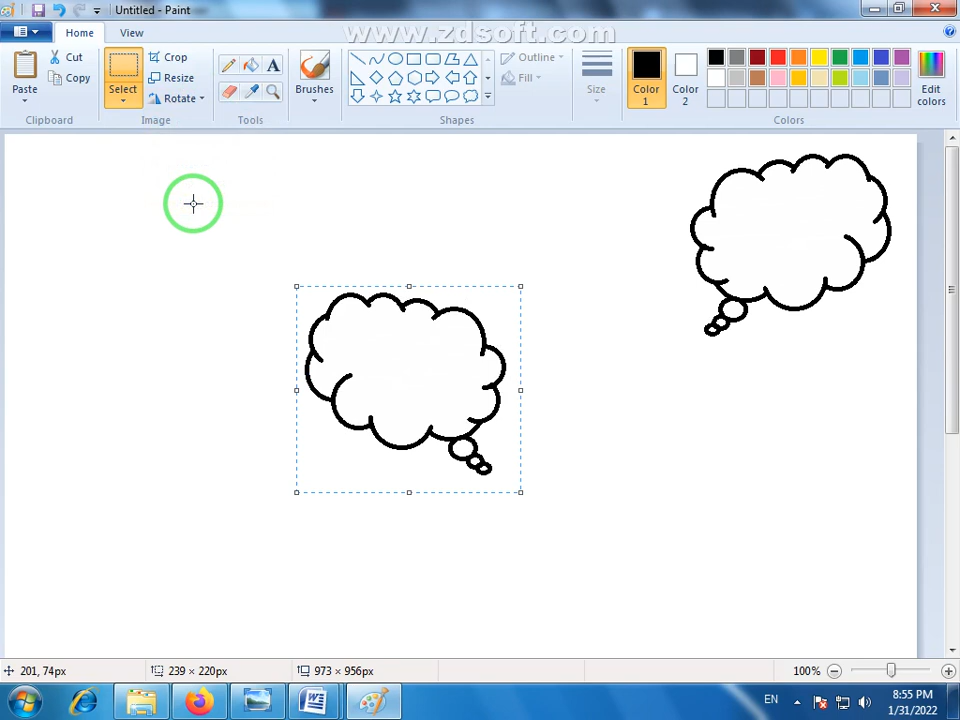 Untitled - Paint
Home View
www.zdsoft.com
Paste
Cut
Copy
Clipboard
Select
Crop
Resize
Rotate
Image
A
Tools
Brushes
Outline
Fill
Shapes
Size
Color 1
Color 2
Edit colors
Colors
201, 74px
239 × 220px
973 × 956px
100%
W
EN
8:55 PM
1/31/2022